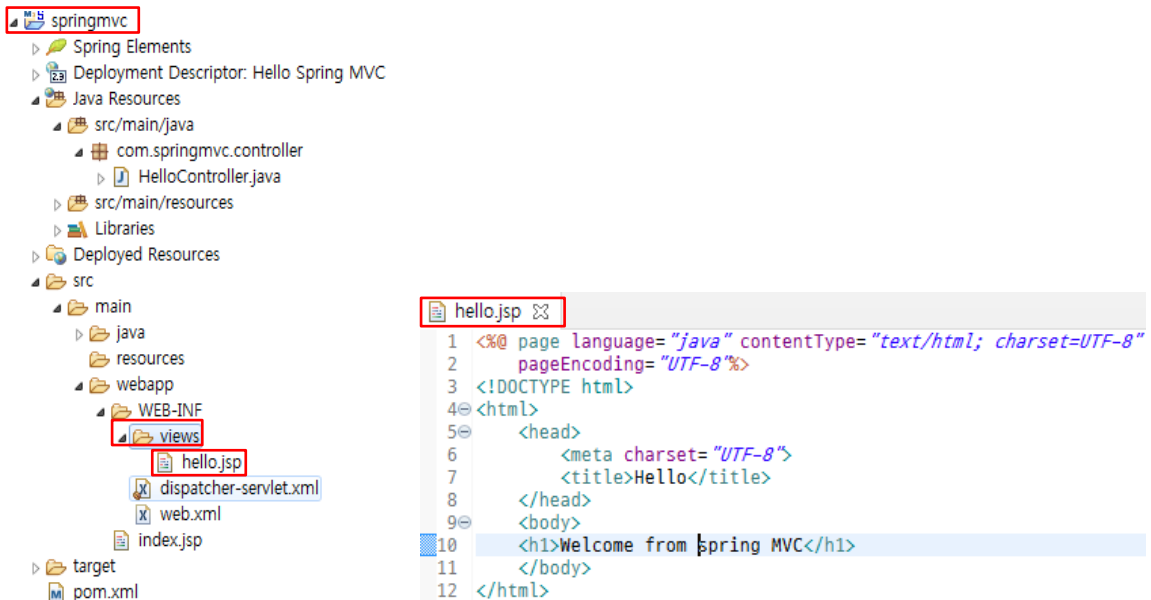 springmvc
Spring Elements
Deployment Descriptor: Hello Spring MVC
Java Resources
src/main/java
com.springmvc.controller
HelloController.java
src/main/resources
Libraries
Deployed Resources
src
main
java
resources
webapp
WEB-INF
views
hello.jsp
dispatcher-servlet.xml
web.xml
index.jsp
target
pom.xml
hello.jsp
1 <%@ page language="java" contentType="text/html; charset=UTF-8"
2 pageEncoding="UTF-8"%>
3 <!DOCTYPE html>
4 <html>
5 <head>
6 <meta charset="UTF-8">
7 <title>Hello</title>
8 </head>
9 <body>
10 <h1>Welcome from spring MVC</h1>
11 </body>
12 </html>